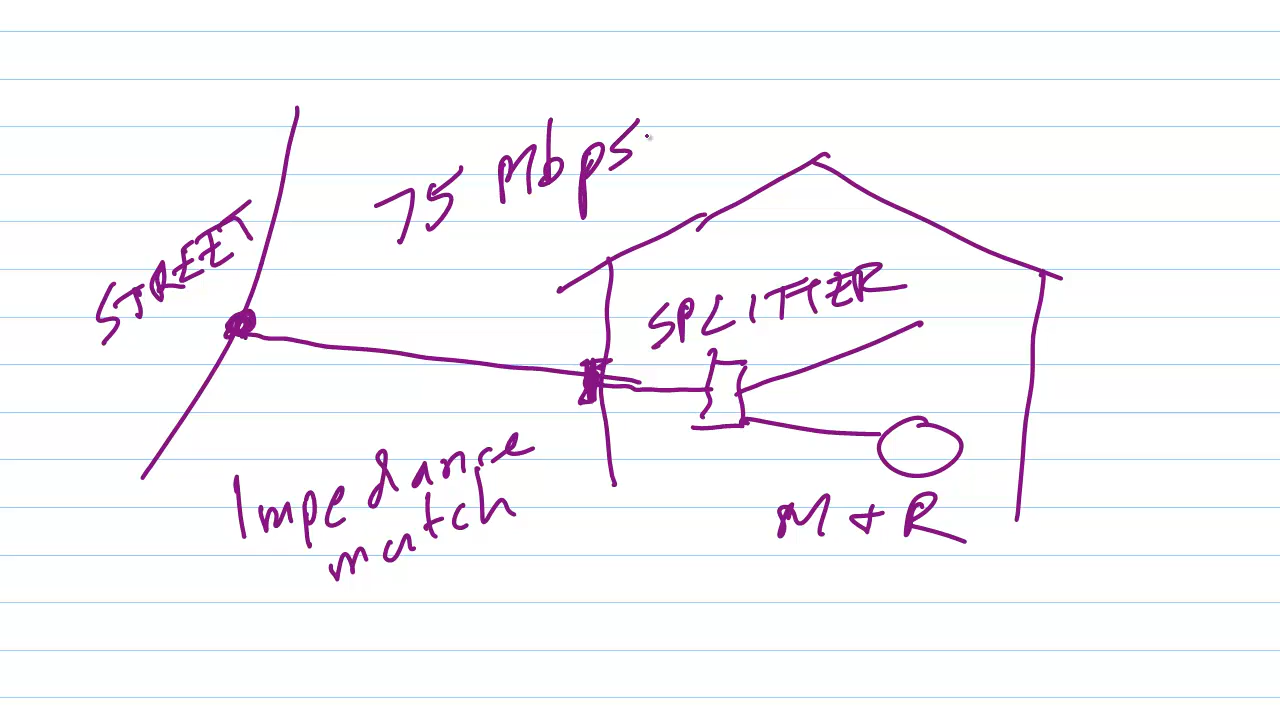 75 Mbps
STREET
SPLITTER
Impedance
match
M + R